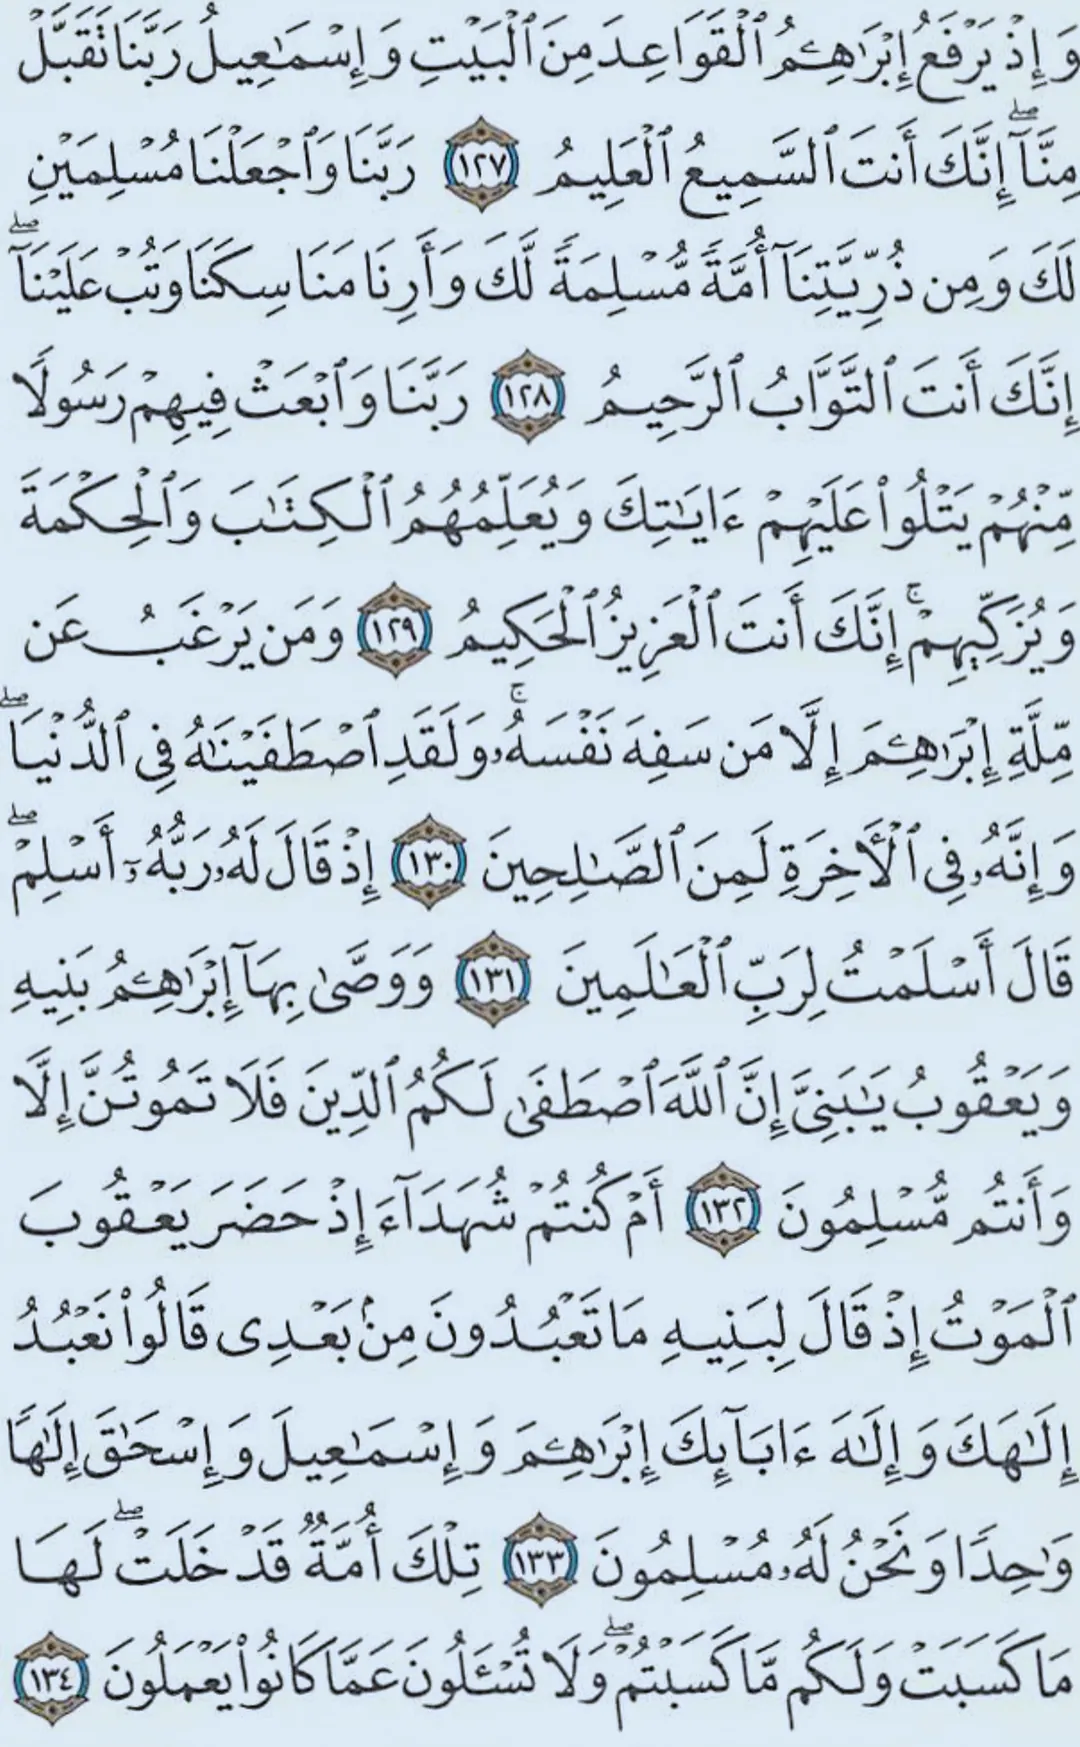 وَإِذْ يَرْفَعُ إِبْرَٰهِـۧمُ ٱلْقَوَاعِدَ مِنَ ٱلْبَيْتِ وَإِسْمَٰعِيلُ رَبَّنَا تَقَبَّلْ
مِنَّآ ۖ إِنَّكَ أَنتَ ٱلسَّمِيعُ ٱلْعَلِيمُ ١٢٧ رَبَّنَا وَٱجْعَلْنَا مُسْلِمَيْنِ
لَكَ وَمِن ذُرِّيَّتِنَآ أُمَّةً مُّسْلِمَةً لَّكَ وَأَرِنَا مَنَاسِكَنَا وَتُبْ عَلَيْنَآ ۖ
إِنَّكَ أَنتَ ٱلتَّوَّابُ ٱلرَّحِيمُ ١٢٨ رَبَّنَا وَٱبْعَثْ فِيهِمْ رَسُولًا
مِّنْهُمْ يَتْلُوا۟ عَلَيْهِمْ ءَايَٰتِكَ وَيُعَلِّمُهُمُ ٱلْكِتَٰبَ وَٱلْحِكْمَةَ
وَيُزَكِّيهِمْ ۚ إِنَّكَ أَنتَ ٱلْعَزِيزُ ٱلْحَكِيمُ ١٢٩ وَمَن يَرْغَبُ عَن
مِّلَّةِ إِبْرَٰهِـۧمَ إِلَّا مَن سَفِهَ نَفْسَهُۥ ۚ وَلَقَدِ ٱصْطَفَيْنَٰهُ فِى ٱلدُّنْيَا ۖ
وَإِنَّهُۥ فِى ٱلْءَاخِرَةِ لَمِنَ ٱلصَّٰلِحِينَ ١٣٠ إِذْ قَالَ لَهُۥ رَبُّهُۥٓ أَسْلِمْ ۖ
قَالَ أَسْلَمْتُ لِرَبِّ ٱلْعَٰلَمِينَ ١٣١ وَوَصَّىٰ بِهَآ إِبْرَٰهِـۧمُ بَنِيهِ
وَيَعْقُوبُ يَٰبَنِىَّ إِنَّ ٱللَّهَ ٱصْطَفَىٰ لَكُمُ ٱلدِّينَ فَلَا تَمُوتُنَّ إِلَّا
وَأَنتُم مُّسْلِمُونَ ١٣٢ أَمْ كُنتُمْ شُهَدَآءَ إِذْ حَضَرَ يَعْقُوبَ
ٱلْمَوْتُ إِذْ قَالَ لِبَنِيهِ مَا تَعْبُدُونَ مِنۢ بَعْدِى قَالُوا۟ نَعْبُدُ
إِلَٰهَكَ وَإِلَٰهَ ءَابَآئِكَ إِبْرَٰهِـۧمَ وَإِسْمَٰعِيلَ وَإِسْحَٰقَ إِلَٰهًا
وَٰحِدًا وَنَحْنُ لَهُۥ مُسْلِمُونَ ١٣٣ تِلْكَ أُمَّةٌ قَدْ خَلَتْ ۖ لَهَا
مَا كَسَبَتْ وَلَكُم مَّا كَسَبْتُمْ ۖ وَلَا تُسْـَٔلُونَ عَمَّا كَانُوا۟ يَعْمَلُونَ ١٣٤